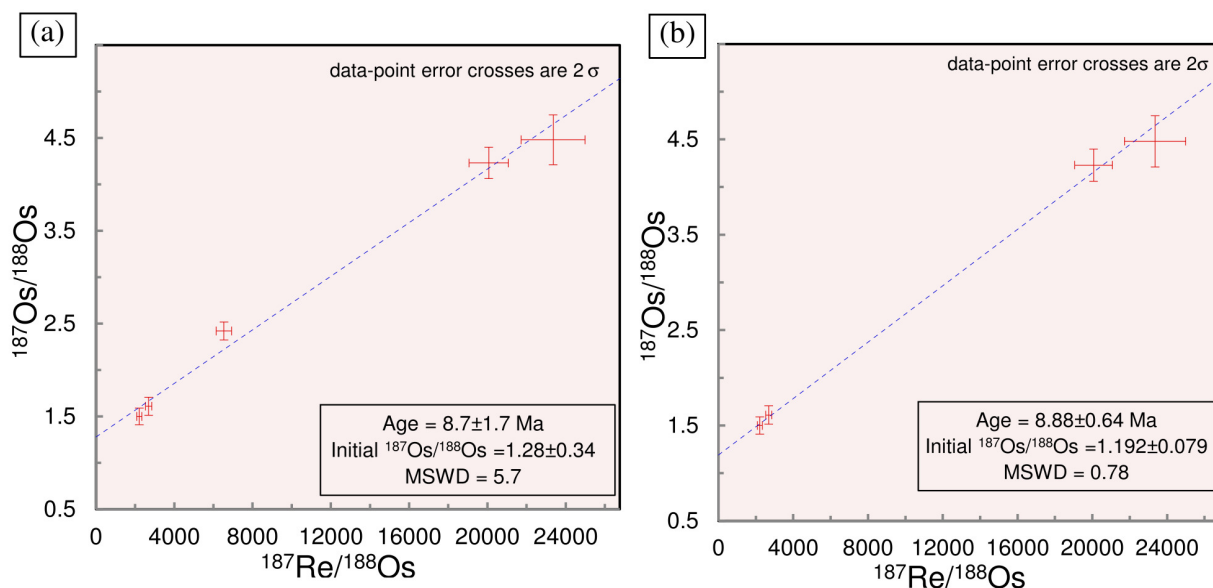 (a)
data-point error crosses are 2 σ
4.5
3.5
2.5
1.5
0.5
¹⁸⁷Os/¹⁸⁸Os
Age = 8.7±1.7 Ma
Initial ¹⁸⁷Os/¹⁸⁸Os =1.28±0.34
MSWD = 5.7
0 4000 8000 12000 16000 20000 24000
¹⁸⁷Re/¹⁸⁸Os
(b)
data-point error crosses are 2σ
4.5
3.5
2.5
1.5
0.5
¹⁸⁷Os/¹⁸⁸Os
Age = 8.88±0.64 Ma
Initial ¹⁸⁷Os/¹⁸⁸Os =1.192±0.079
MSWD = 0.78
0 4000 8000 12000 16000 20000 24000
¹⁸⁷Re/¹⁸⁸Os